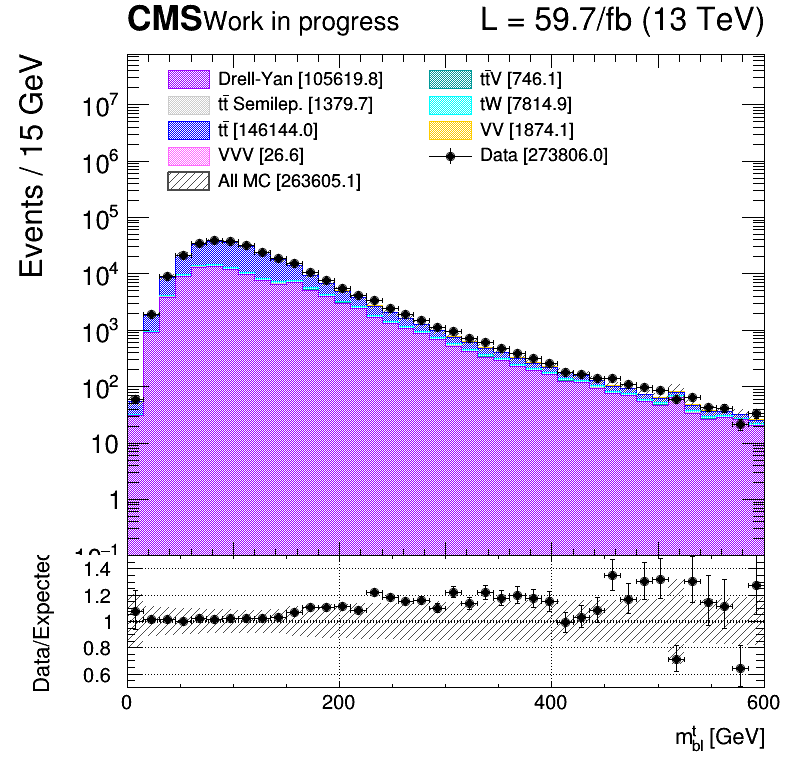 CMS Work in progress L = 59.7/fb (13 TeV)
Events / 15 GeV
Drell-Yan [105619.8]
tt̄ Semilep. [1379.7]
tt̄ [146144.0]
VVV [26.6]
All MC [263605.1]
tt̄V [746.1]
tW [7814.9]
VV [1874.1]
Data [273806.0]
10⁷
10⁶
10⁵
10⁴
10³
10²
10
1
10⁻¹
Data/Expected
1.4
1.2
1
0.8
0.6
0 200 400 600
m^t_bl [GeV]